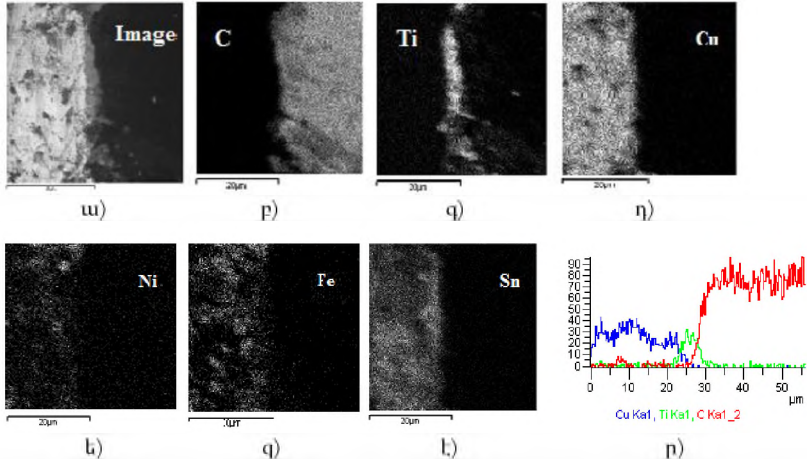 Image
C
Ti
Cu
20µm
20µm
20µm
ա)
բ)
գ)
դ)
Ni
Fe
Sn
20µm
20µm
ե)
զ)
է)
90
80
70
60
50
40
30
20
10
0
0 10 20 30 40 50
µm
Cu Ka1, Ti Ka1, C Ka1_2
ը)